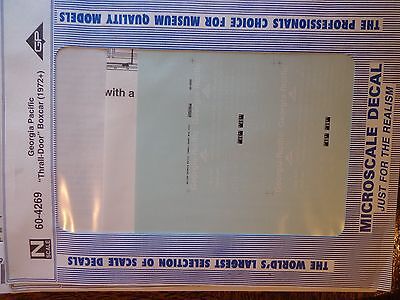 THE PROFESSIONALS CHOICE FOR MUSEUM QUALITY MODELS
GP
Georgia Pacific
"Thrall-Door" Boxcar (1972+)
60-4269
N
SCALE
with a
MICROSCALE DECAL
JUST FOR THE REALISM
THE WORLD'S LARGEST SELECTION OF SCALE DECALS